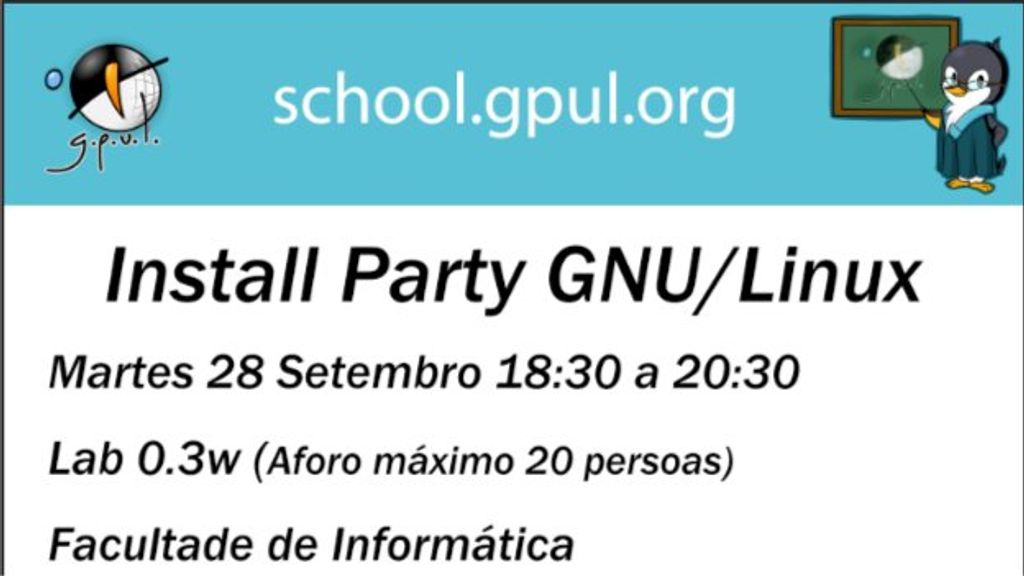 g.p.u.l.
school.gpul.org
Install Party GNU/Linux
Martes 28 Setembro 18:30 a 20:30
Lab 0.3w (Aforo máximo 20 persoas)
Facultade de Informática